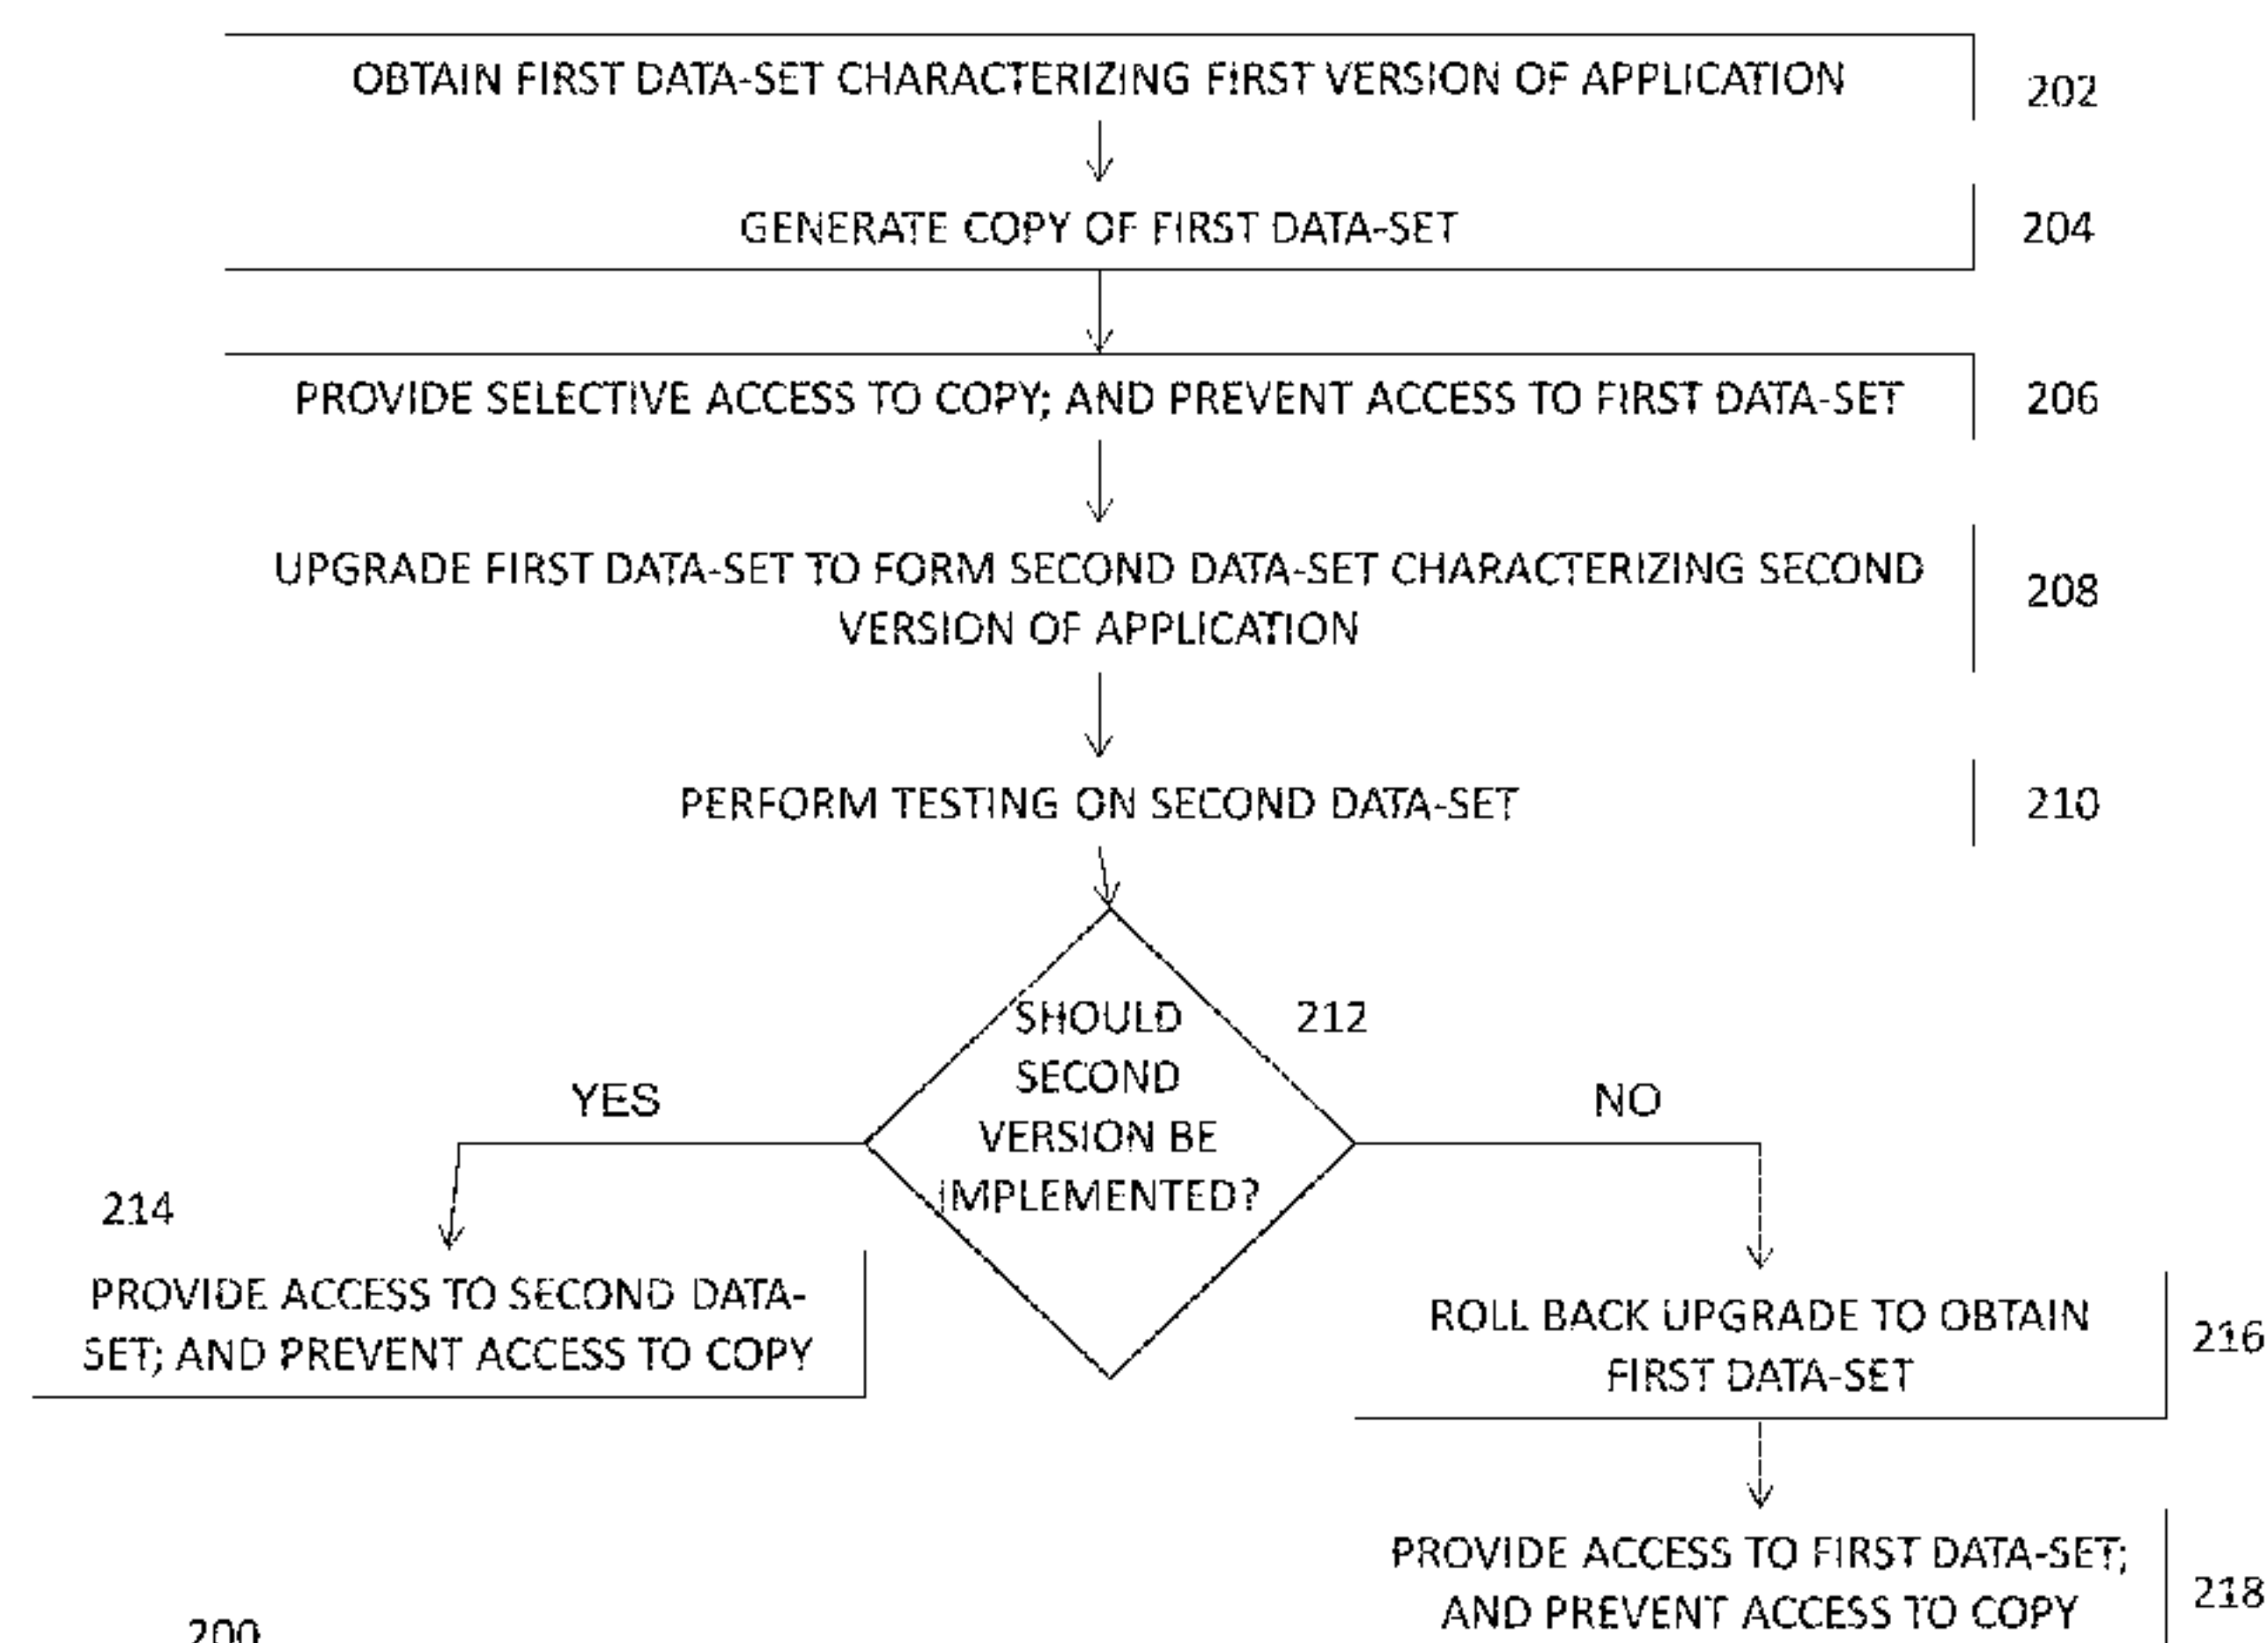 OBTAIN FIRST DATA-SET CHARACTERIZING FIRST VERSION OF APPLICATION
202
GENERATE COPY OF FIRST DATA-SET
204
PROVIDE SELECTIVE ACCESS TO COPY; AND PREVENT ACCESS TO FIRST DATA-SET
206
UPGRADE FIRST DATA-SET TO FORM SECOND DATA-SET CHARACTERIZING SECOND
VERSION OF APPLICATION
208
PERFORM TESTING ON SECOND DATA-SET
210
SHOULD
SECOND
VERSION BE
IMPLEMENTED?
212
YES
NO
214
PROVIDE ACCESS TO SECOND DATA-
SET; AND PREVENT ACCESS TO COPY
ROLL BACK UPGRADE TO OBTAIN
FIRST DATA-SET
216
PROVIDE ACCESS TO FIRST DATA-SET;
AND PREVENT ACCESS TO COPY
218
200